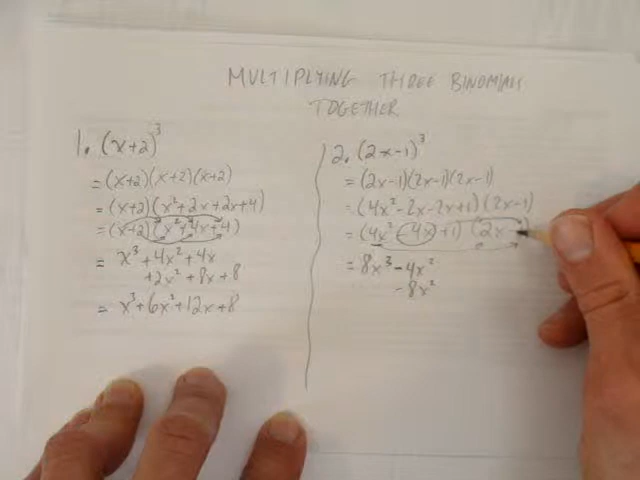 MULTIPLYING THREE BINOMIALS
TOGETHER
1. (x+2)³
= (x+2)(x+2)(x+2)
= (x+2)(x²+2x+2x+4)
= (x+2)(x²+4x+4)
= x³+4x²+4x
+2x²+8x+8
= x³+6x²+12x+8
2. (2x-1)³
= (2x-1)(2x-1)(2x-1)
= (4x²-2x-2x+1)(2x-1)
= (4x²-4x+1)(2x-
= 8x³-4x²
-8x²